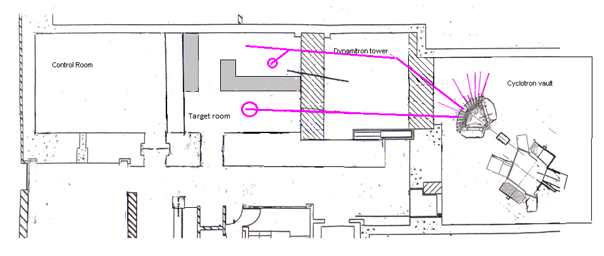 Control Room
Dynamitron tower
Cyclotron vault
Target room